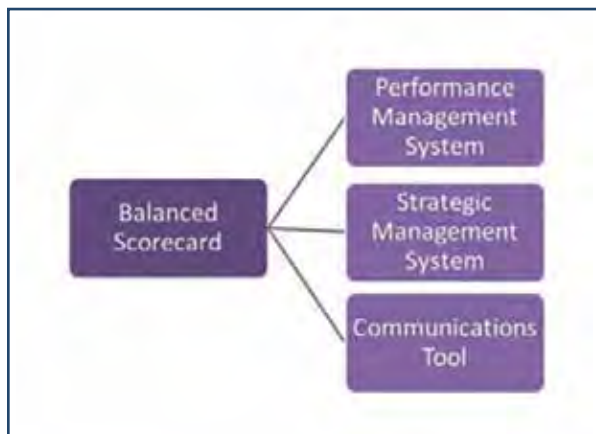 Balanced
Scorecard
Performance
Management
System
Strategic
Management
System
Communications
Tool